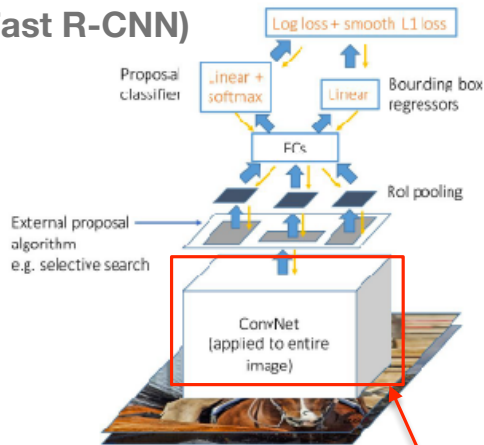 ast R-CNN)
Log loss + smooth L1 loss
Proposal
classifier
Linear +
softmax
Linear
Bounding box
regressors
FCs
RoI pooling
External proposal
algorithm
e.g. selective search
ConvNet
(applied to entire
image)